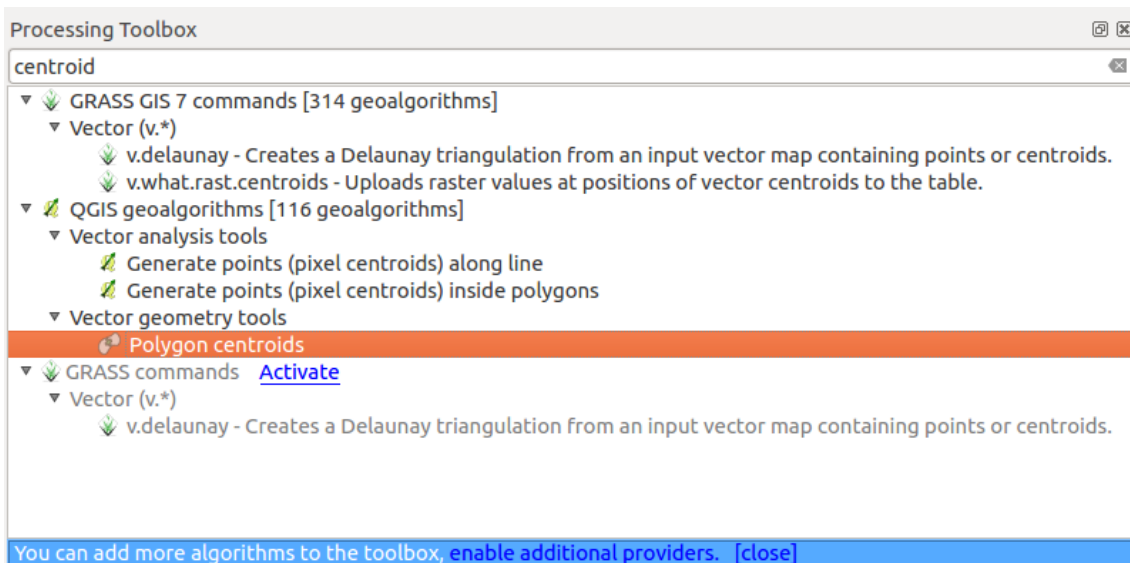 Processing Toolbox
centroid
GRASS GIS 7 commands [314 geoalgorithms]
Vector (v.*)
v.delaunay - Creates a Delaunay triangulation from an input vector map containing points or centroids.
v.what.rast.centroids - Uploads raster values at positions of vector centroids to the table.
QGIS geoalgorithms [116 geoalgorithms]
Vector analysis tools
Generate points (pixel centroids) along line
Generate points (pixel centroids) inside polygons
Vector geometry tools
Polygon centroids
GRASS commands Activate
Vector (v.*)
v.delaunay - Creates a Delaunay triangulation from an input vector map containing points or centroids.
You can add more algorithms to the toolbox, enable additional providers. [close]